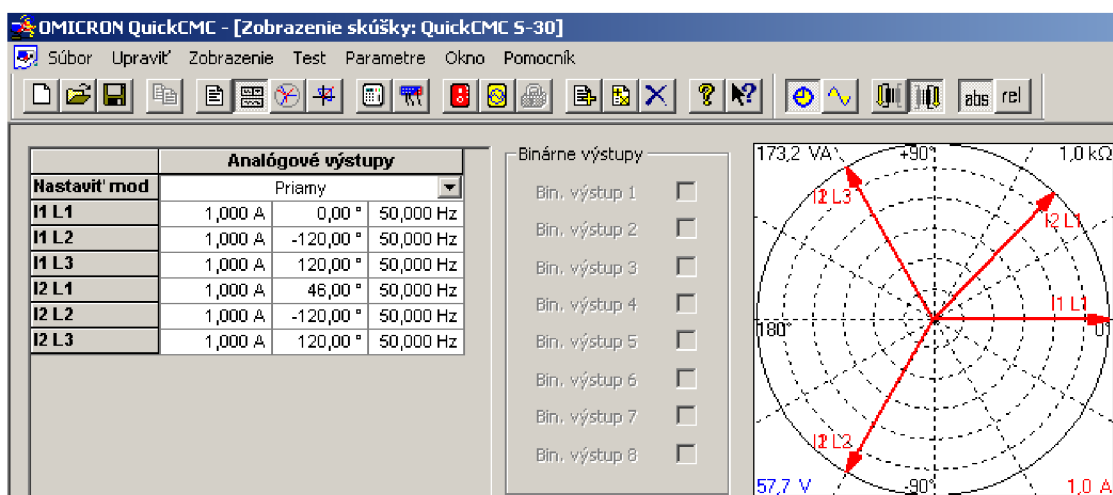 OMICRON QuickCMC - [Zobrazenie skúšky: QuickCMC S-30]
Súbor Upraviť Zobrazenie Test Parametre Okno Pomocník
abs rel
Analógové výstupy
Nastaviť mod Priamy
I1 L1 1,000 A 0,00 ° 50,000 Hz
I1 L2 1,000 A -120,00 ° 50,000 Hz
I1 L3 1,000 A 120,00 ° 50,000 Hz
I2 L1 1,000 A 46,00 ° 50,000 Hz
I2 L2 1,000 A -120,00 ° 50,000 Hz
I2 L3 1,000 A 120,00 ° 50,000 Hz
Binárne výstupy
Bin. výstup 1
Bin. výstup 2
Bin. výstup 3
Bin. výstup 4
Bin. výstup 5
Bin. výstup 6
Bin. výstup 7
Bin. výstup 8
173,2 VA +90° 1,0 kΩ
I2 L3
I2 L1
I1 L1
180° 0°
I2 L2
57,7 V -90° 1,0 A